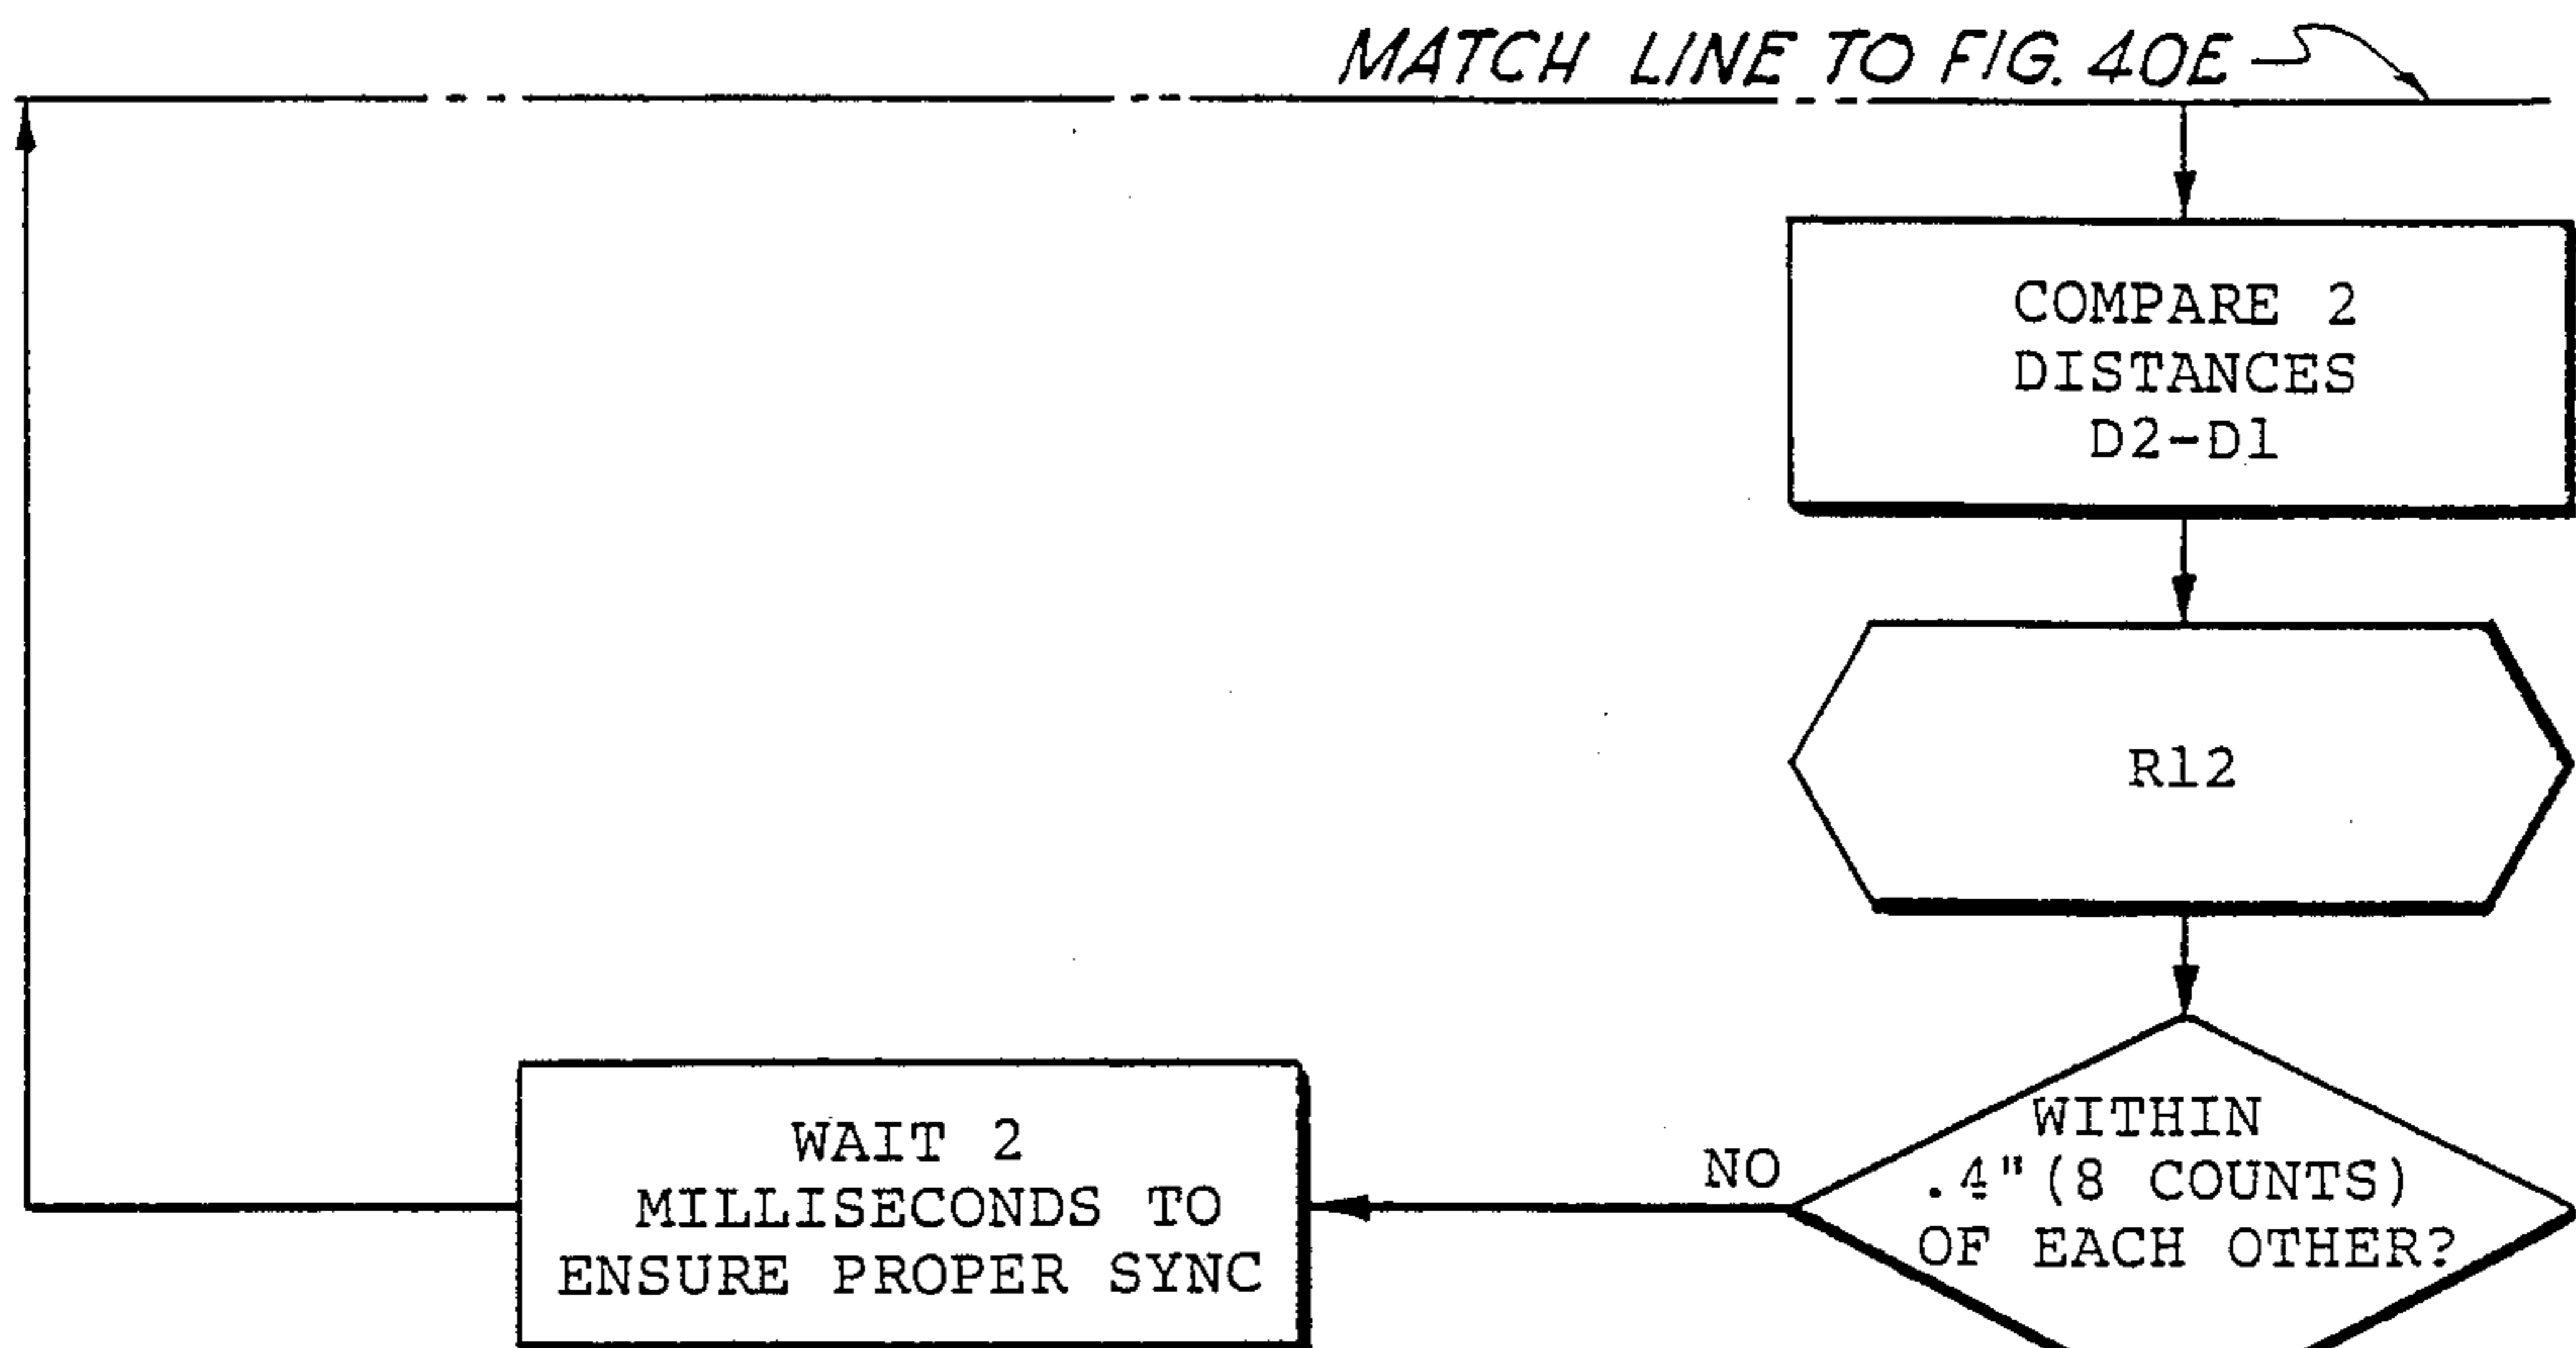 MATCH LINE TO FIG. 40E
COMPARE 2
DISTANCES
D2-D1
R12
WITHIN
.4"(8 COUNTS)
OF EACH OTHER?
NO
WAIT 2
MILLISECONDS TO
ENSURE PROPER SYNC